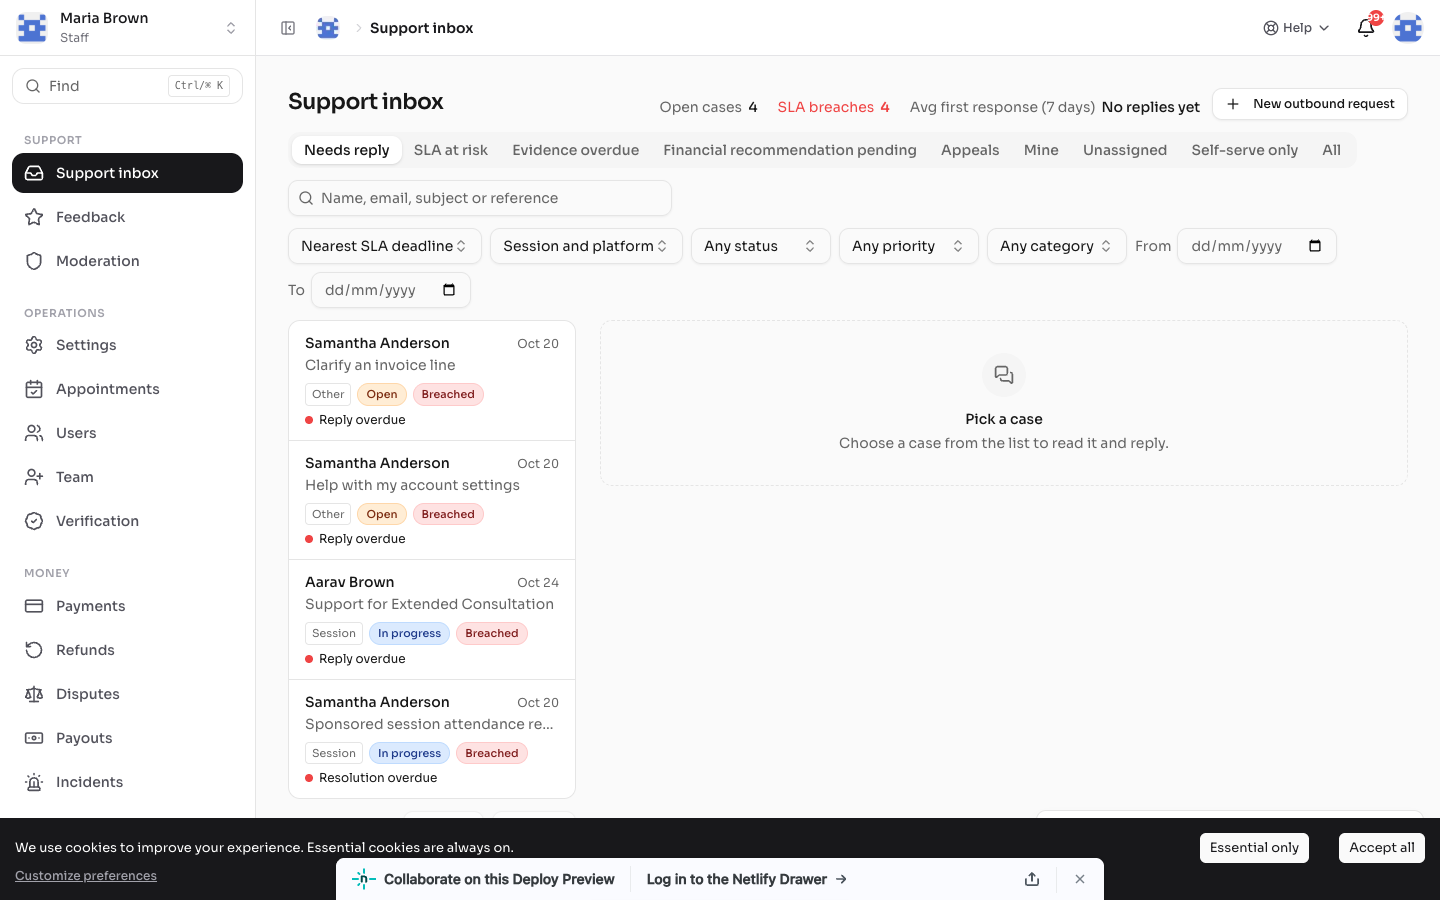 Maria Brown
Staff
Find
Ctrl/⌘ K
SUPPORT
Support inbox
Feedback
Moderation
OPERATIONS
Settings
Appointments
Users
Team
Verification
MONEY
Payments
Refunds
Disputes
Payouts
Incidents
Support inbox
Help
99+
Support inbox
Open cases 4 SLA breaches 4 Avg first response (7 days) No replies yet
New outbound request
Needs reply SLA at risk Evidence overdue Financial recommendation pending Appeals Mine Unassigned Self-serve only All
Name, email, subject or reference
Nearest SLA deadline Session and platform Any status Any priority Any category From dd/mm/yyyy
To dd/mm/yyyy
Samantha Anderson Oct 20
Clarify an invoice line
Other Open Breached
Reply overdue
Samantha Anderson Oct 20
Help with my account settings
Other Open Breached
Reply overdue
Aarav Brown Oct 24
Support for Extended Consultation
Session In progress Breached
Reply overdue
Samantha Anderson Oct 20
Sponsored session attendance re...
Session In progress Breached
Resolution overdue
Pick a case
Choose a case from the list to read it and reply.
We use cookies to improve your experience. Essential cookies are always on.
Customize preferences
Essential only
Accept all
Collaborate on this Deploy Preview
Log in to the Netlify Drawer →